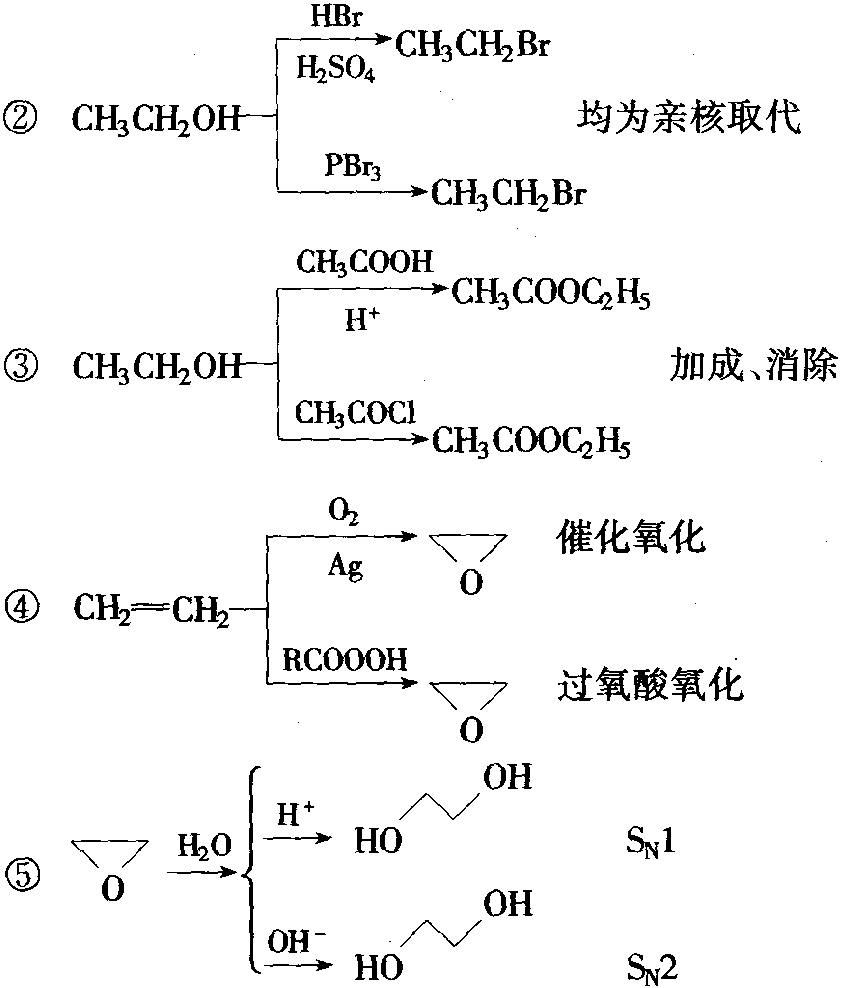 HBr
CH₃CH₂Br
H₂SO₄
② CH₃CH₂OH 均为亲核取代
PBr₃
CH₃CH₂Br
CH₃COOH
CH₃COOC₂H₅
H⁺
③ CH₃CH₂OH 加成、消除
CH₃COCl
CH₃COOC₂H₅
O₂
催化氧化
Ag
O
④ CH₂=CH₂
RCOOOH
过氧酸氧化
O
OH
H⁺
HO
S_N1
⑤ O H₂O
OH
OH⁻
HO
S_N2